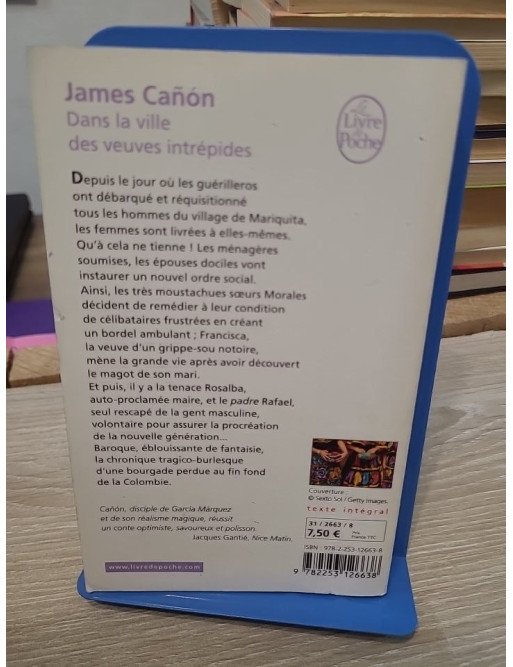 James Cañón
Dans la ville
des veuves intrépides
Le
Livre
de
Poche
Depuis le jour où les guérilleros
ont débarqué et réquisitionné
tous les hommes du village de Mariquita,
les femmes sont livrées à elles-mêmes.
Qu'à cela ne tienne ! Les ménagères
soumises, les épouses dociles vont
instaurer un nouvel ordre social.
Ainsi, les très moustachues sœurs Morales
décident de remédier à leur condition
de célibataires frustrées en créant
un bordel ambulant ; Francisca,
la veuve d'un grippe-sou notoire,
mène la grande vie après avoir découvert
le magot de son mari.
Et puis, il y a la tenace Rosalba,
auto-proclamée maire, et le padre Rafael,
seul rescapé de la gent masculine,
volontaire pour assurer la procréation
de la nouvelle génération...
Baroque, éblouissante de fantaisie,
la chronique tragico-burlesque
d'une bourgade perdue au fin fond
de la Colombie.
Cañón, disciple de García Márquez
et de son réalisme magique, réussit
un conte optimiste, savoureux et polisson.
Jacques Gantié, Nice Matin.
Couverture :
© Sexto Sol / Getty Images.
texte intégral
31 / 2663 / 8
7,50 € Prix
France TTC
ISBN : 978-2-253-12663-8
9 782253 126638
www.livredepoche.com